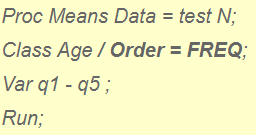 Proc Means Data = test N;
Class Age / Order = FREQ;
Var q1 - q5 ;
Run;